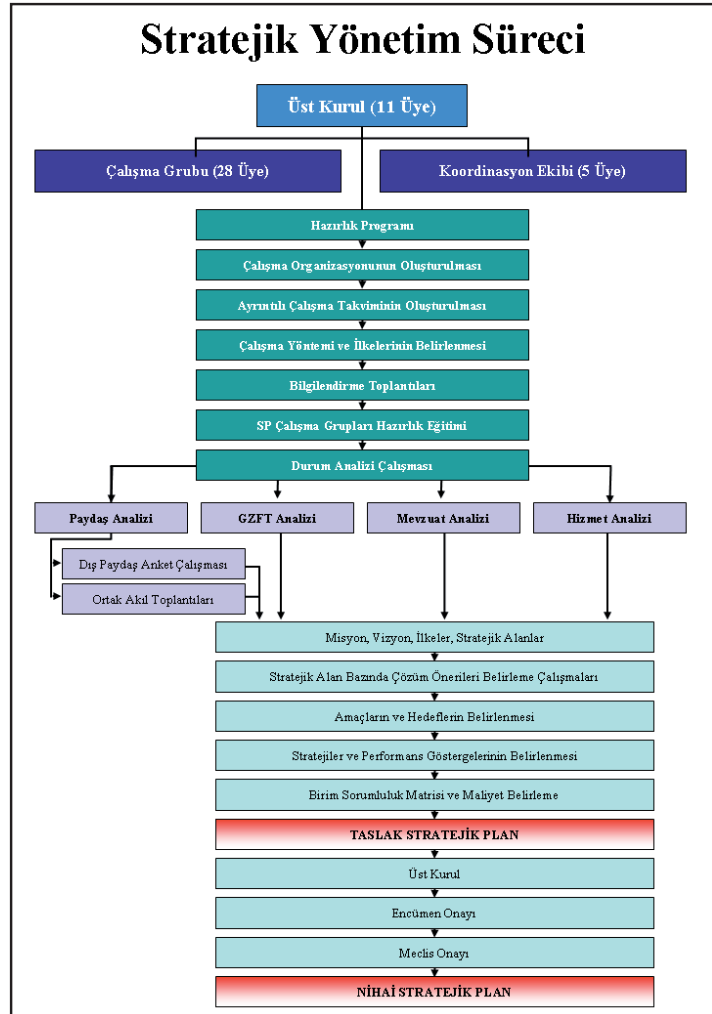 Stratejik Yönetim Süreci
Üst Kurul (11 Üye)
Çalışma Grubu (28 Üye)
Koordinasyon Ekibi (5 Üye)
Hazırlık Programı
Çalışma Organizasyonunun Oluşturulması
Ayrıntılı Çalışma Takviminin Oluşturulması
Çalışma Yöntemi ve İlkelerinin Belirlenmesi
Bilgilendirme Toplantıları
SP Çalışma Grupları Hazırlık Eğitimi
Durum Analizi Çalışması
Paydaş Analizi
GZFT Analizi
Mevzuat Analizi
Hizmet Analizi
Dış Paydaş Anket Çalışması
Ortak Akıl Toplantıları
Misyon, Vizyon, İlkeler, Stratejik Alanlar
Stratejik Alan Bazında Çözüm Önerileri Belirleme Çalışmaları
Amaçların ve Hedeflerin Belirlenmesi
Stratejiler ve Performans Göstergelerinin Belirlenmesi
Birim Sorumluluk Matrisi ve Maliyet Belirleme
TASLAK STRATEJİK PLAN
Üst Kurul
Encümen Onayı
Meclis Onayı
NİHAİ STRATEJİK PLAN